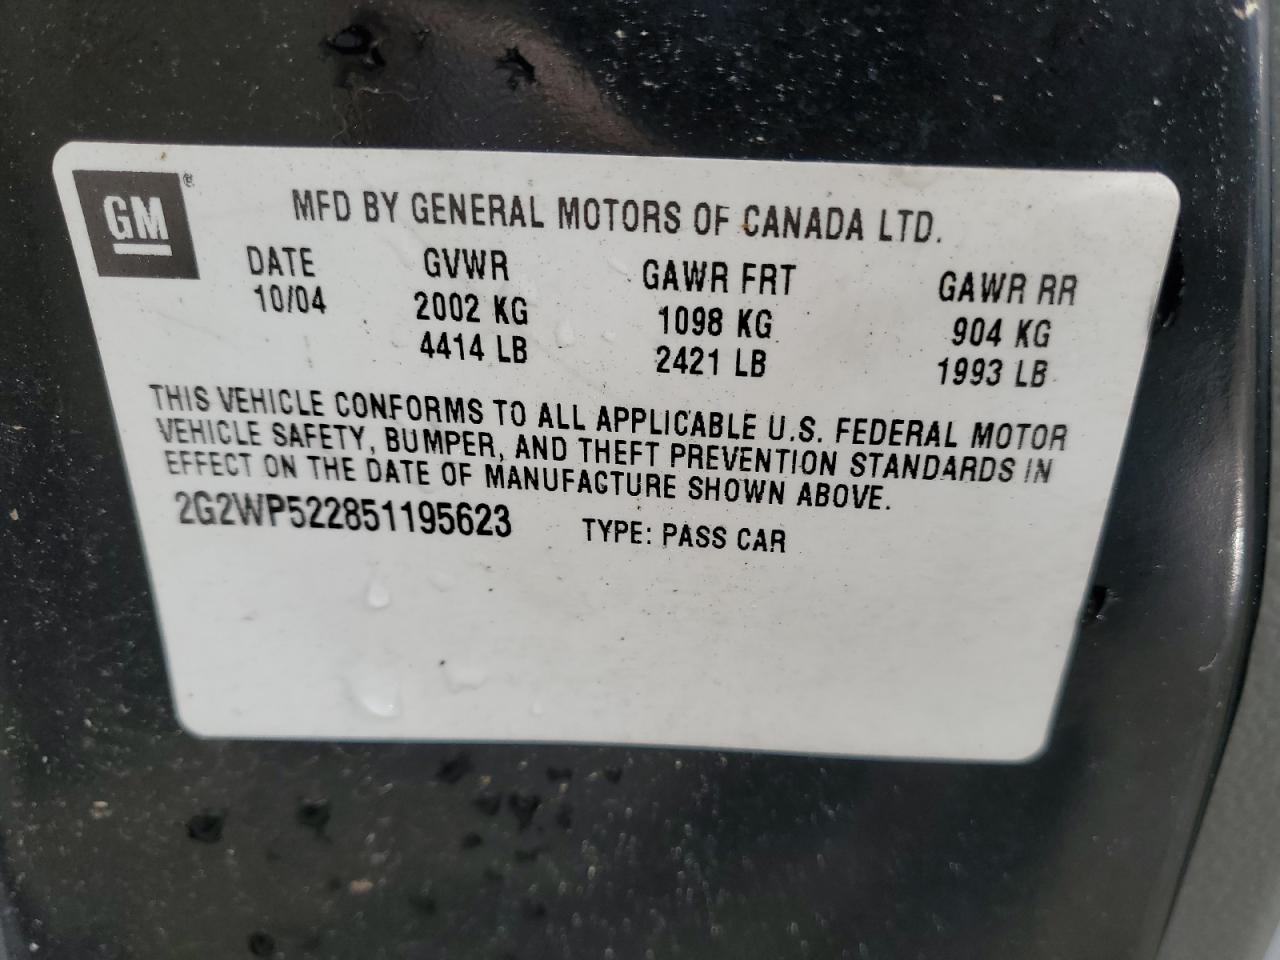 GM®
MFD BY GENERAL MOTORS OF CANADA LTD.
DATE GVWR GAWR FRT GAWR RR
10/04 2002 KG 1098 KG 904 KG
4414 LB 2421 LB 1993 LB
THIS VEHICLE CONFORMS TO ALL APPLICABLE U.S. FEDERAL MOTOR
VEHICLE SAFETY, BUMPER, AND THEFT PREVENTION STANDARDS IN
EFFECT ON THE DATE OF MANUFACTURE SHOWN ABOVE.
2G2WP522851195623 TYPE: PASS CAR